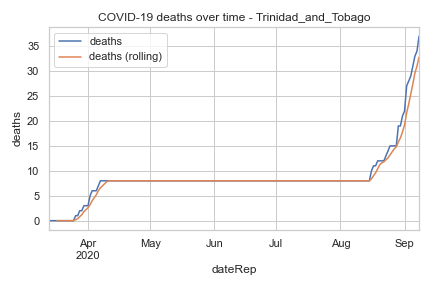 COVID-19 deaths over time - Trinidad_and_Tobago
deaths
deaths (rolling)
35
30
25
20
15
10
5
0
deaths
Apr May Jun Jul Aug Sep
2020
dateRep